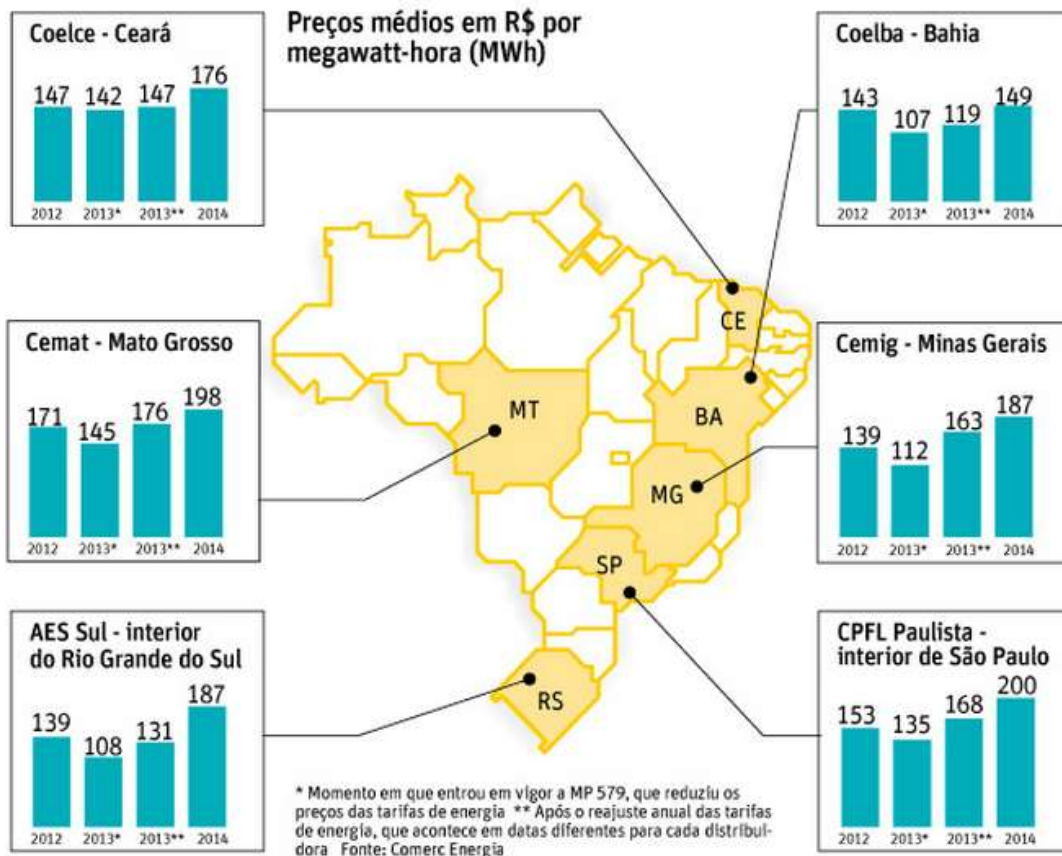 Preços médios em R$ por
megawatt-hora (MWh)
Coelce - Ceará
147 142 147 176
2012 2013* 2013** 2014
Coelba - Bahia
143 107 119 149
2012 2013* 2013** 2014
Cemat - Mato Grosso
171 145 176 198
2012 2013* 2013** 2014
Cemig - Minas Gerais
139 112 163 187
2012 2013* 2013** 2014
AES Sul - interior
do Rio Grande do Sul
139 108 131 187
2012 2013* 2013** 2014
CPFL Paulista -
interior de São Paulo
153 135 168 200
2012 2013* 2013** 2014
CE
MT
BA
MG
SP
RS
* Momento em que entrou em vigor a MP 579, que reduziu os
preços das tarifas de energia ** Após o reajuste anual das tarifas
de energia, que acontece em datas diferentes para cada distribui-
dora Fonte: Comerc Energia